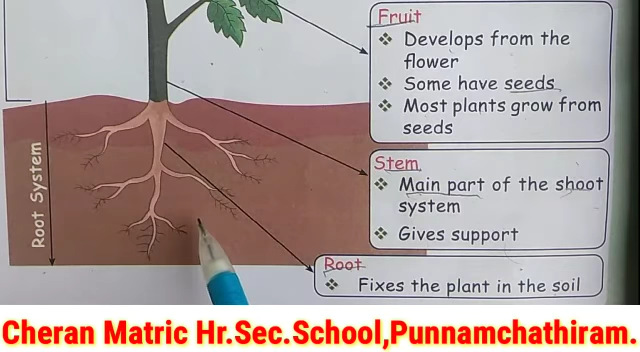 Fruit
Develops from the
flower
Some have seeds
Most plants grow from
seeds
Stem
Main part of the shoot
system
Gives support
Root System
Root
Fixes the plant in the soil
Cheran Matric Hr.Sec.School,Punnamchathiram.